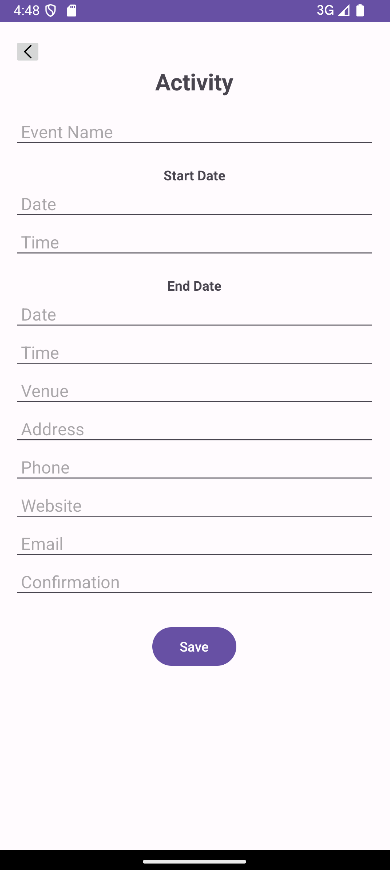 4:48
3G
Activity
Event Name
Start Date
Date
Time
End Date
Date
Time
Venue
Address
Phone
Website
Email
Confirmation
Save